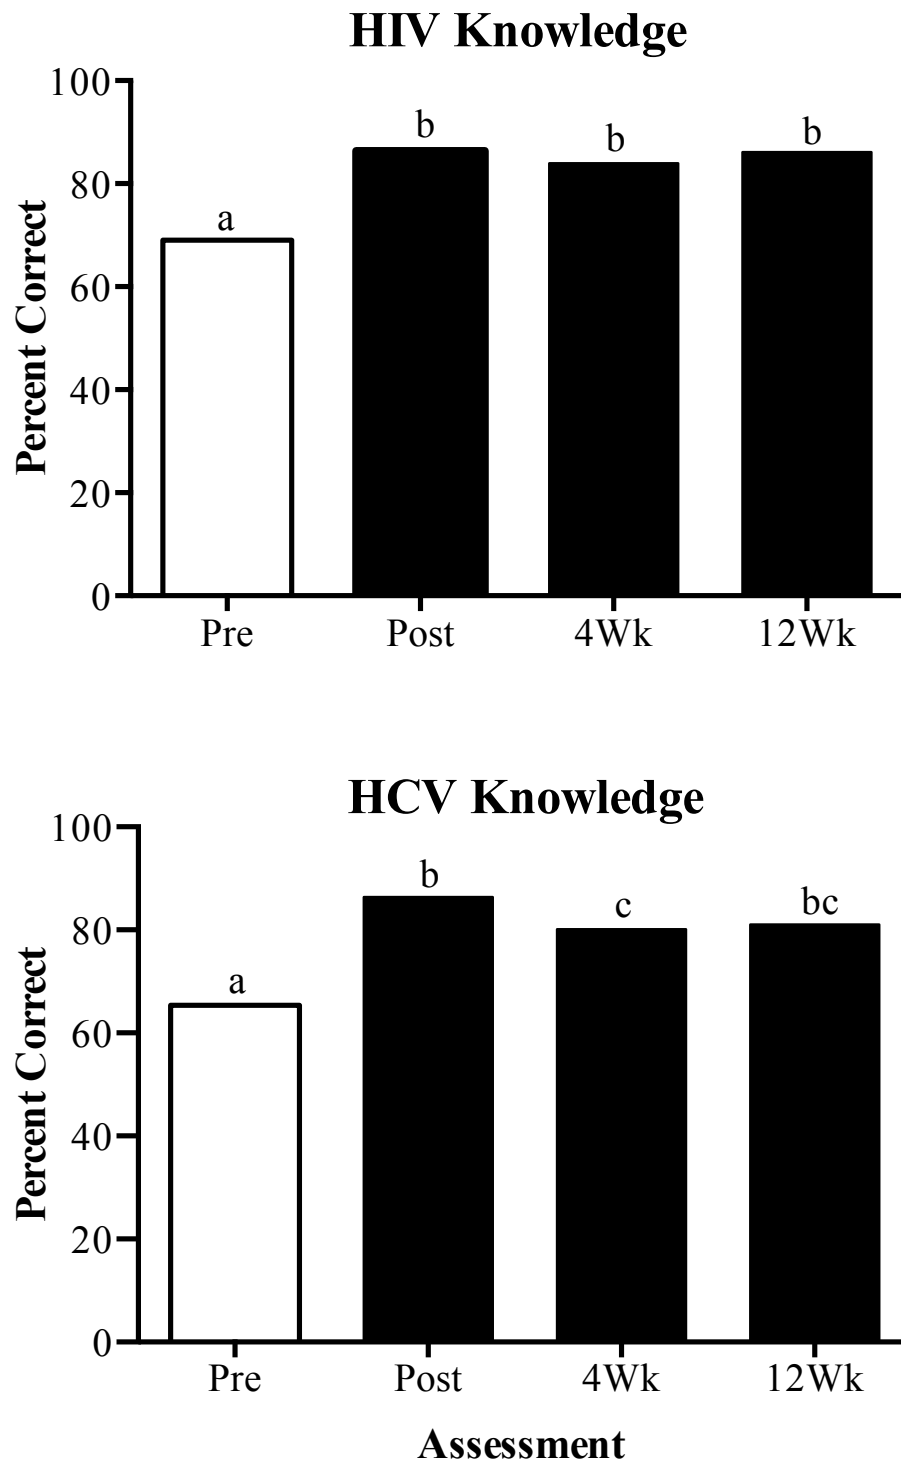 HIV Knowledge
100
80
60
40
20
0
Percent Correct
a
b
b
b
Pre
Post
4Wk
12Wk
HCV Knowledge
100
80
60
40
20
0
Percent Correct
a
b
c
bc
Pre
Post
4Wk
12Wk
Assessment